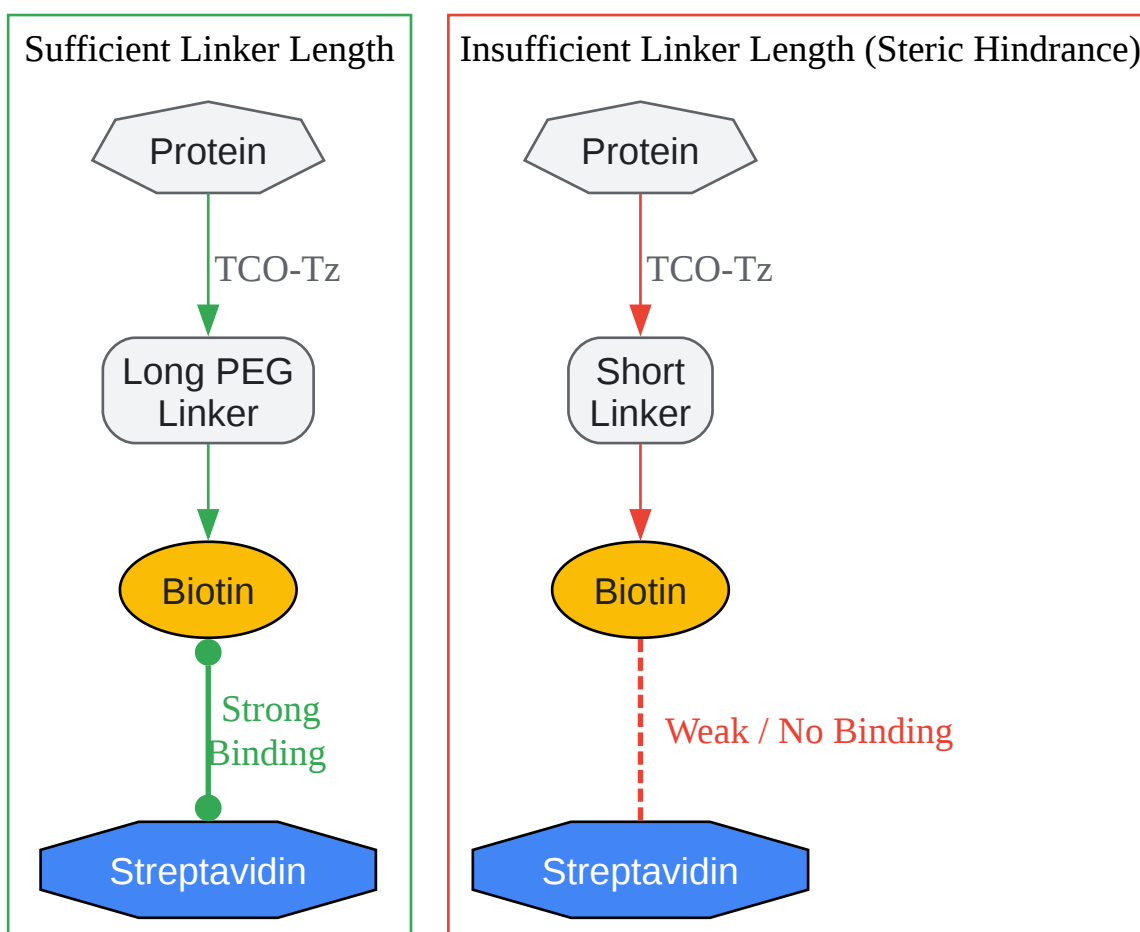 Sufficient Linker Length
Protein
TCO-Tz
Long PEG
Linker
Biotin
Strong
Binding
Streptavidin
Insufficient Linker Length (Steric Hindrance)
Protein
TCO-Tz
Short
Linker
Biotin
Weak / No Binding
Streptavidin